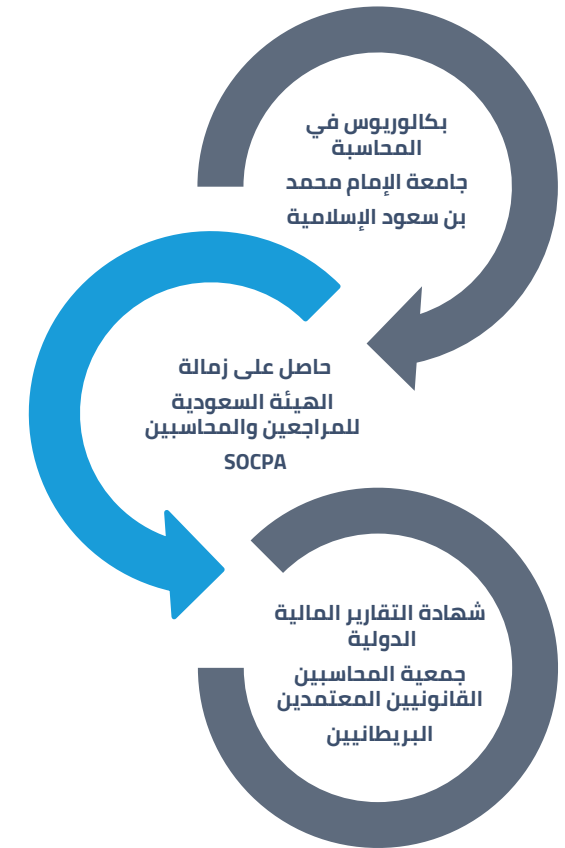 بكالوريوس في
المحاسبة
جامعة الإمام محمد
بن سعود الإسلامية
حاصل على زمالة
الهيئة السعودية
للمراجعين والمحاسبين
SOCPA
شهادة التقارير المالية
الدولية
جمعية المحاسبين
القانونيين المعتمدين
البريطانيين